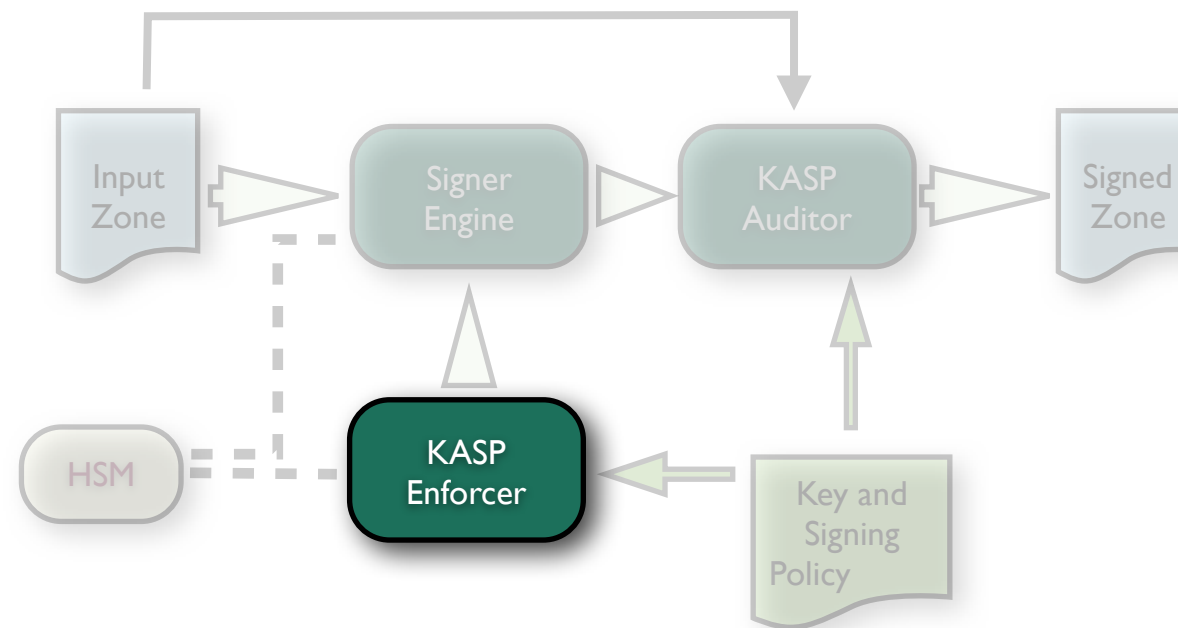 Input
Zone
Signer
Engine
KASP
Auditor
Signed
Zone
HSM
KASP
Enforcer
Key and
Signing
Policy